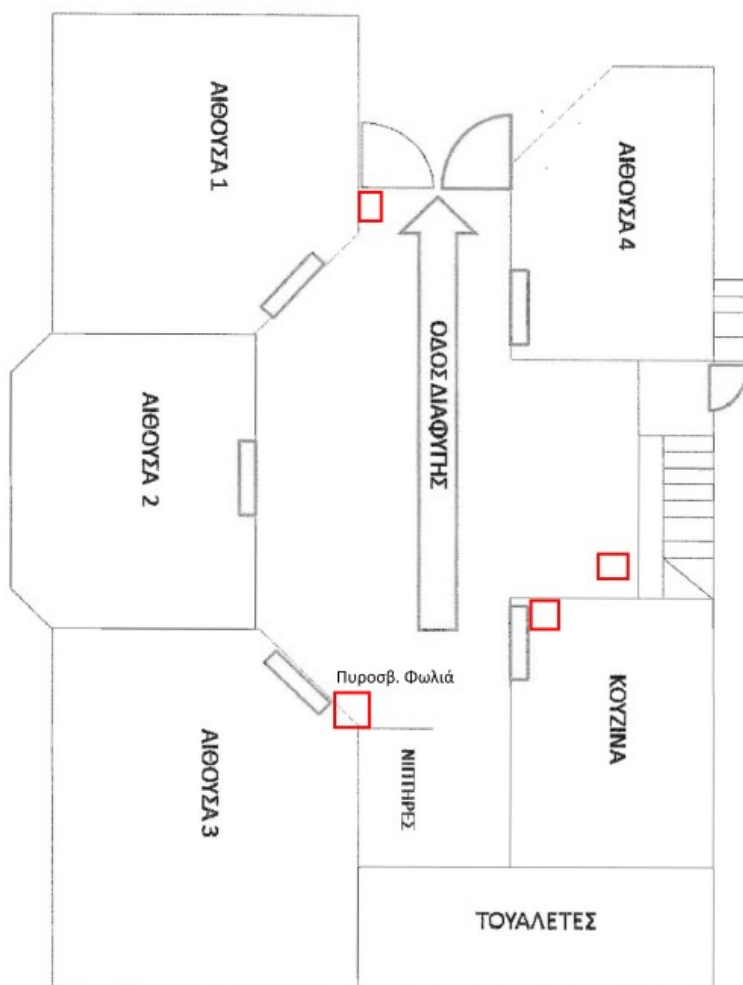 ΑΙΘΟΥΣΑ 1
ΑΙΘΟΥΣΑ 4
ΟΔΟΣ ΔΙΑΦΥΓΗΣ
ΑΙΘΟΥΣΑ 2
Πυροσβ. Φωλιά
ΚΟΥΖΙΝΑ
ΑΙΘΟΥΣΑ 3
ΝΙΠΤΗΡΕΣ
ΤΟΥΑΛΕΤΕΣ